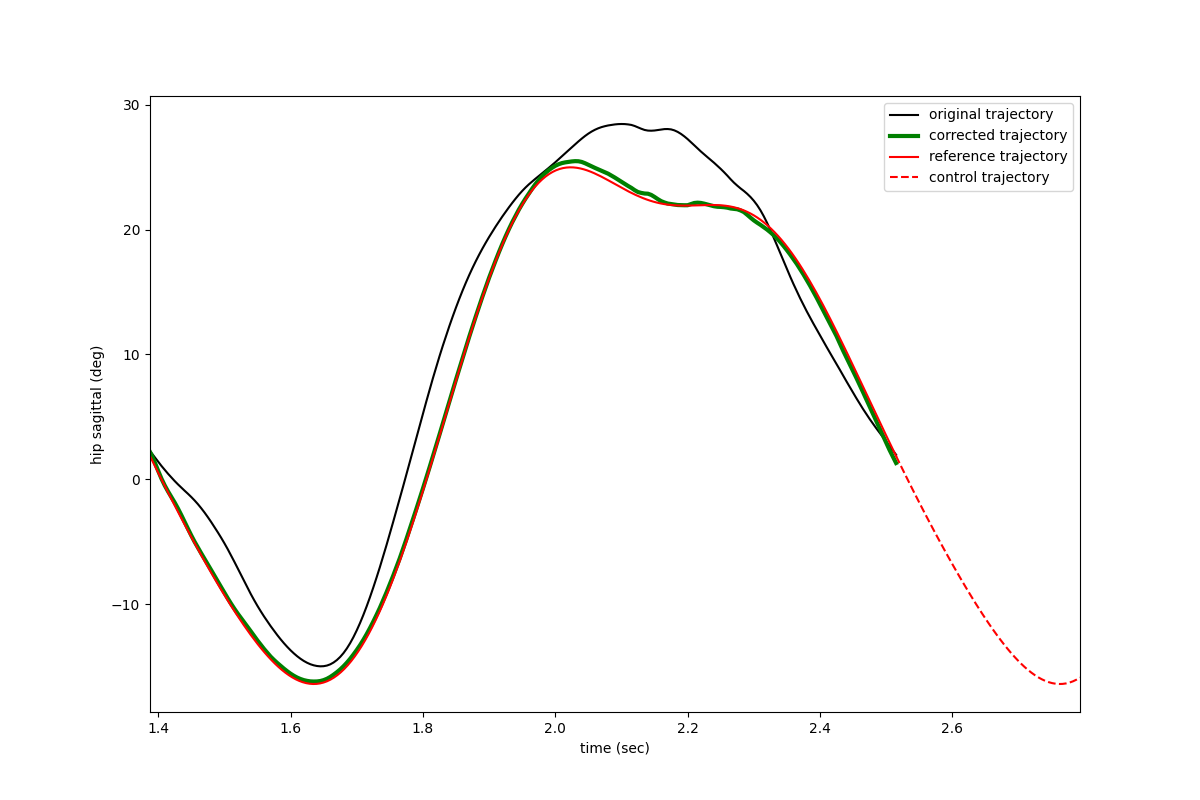 30
20
10
0
−10
hip sagittal (deg)
original trajectory
corrected trajectory
reference trajectory
control trajectory
1.4 1.6 1.8 2.0 2.2 2.4 2.6
time (sec)